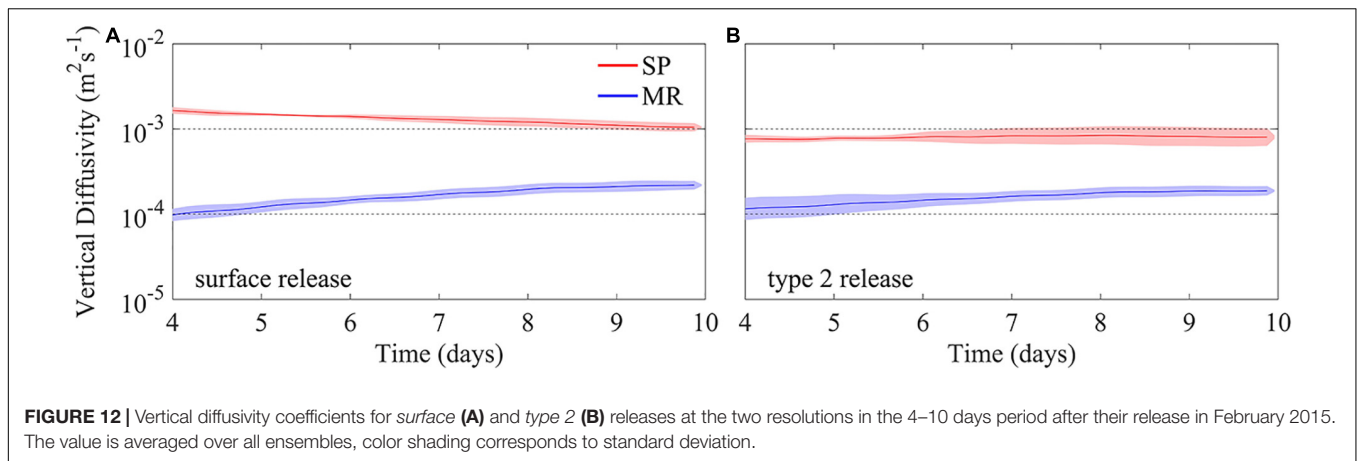 A
B
Vertical Diffusivity (m²s⁻¹)
10⁻²
10⁻³
10⁻⁴
10⁻⁵
SP
MR
surface release
type 2 release
4 5 6 7 8 9 10
4 5 6 7 8 9 10
Time (days)
Time (days)
FIGURE 12 | Vertical diffusivity coefficients for surface (A) and type 2 (B) releases at the two resolutions in the 4–10 days period after their release in February 2015.
The value is averaged over all ensembles, color shading corresponds to standard deviation.